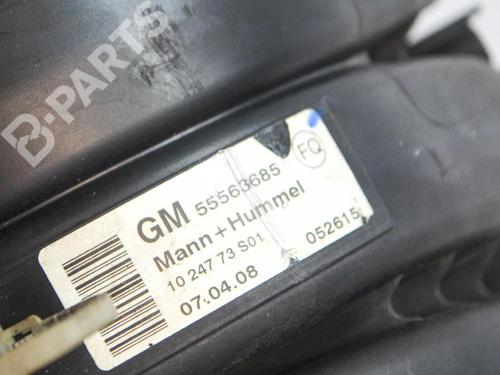 B-PARTS
GM 55563685 FQ
Mann+Hummel
10 247 73 S01 052615
07.04.08